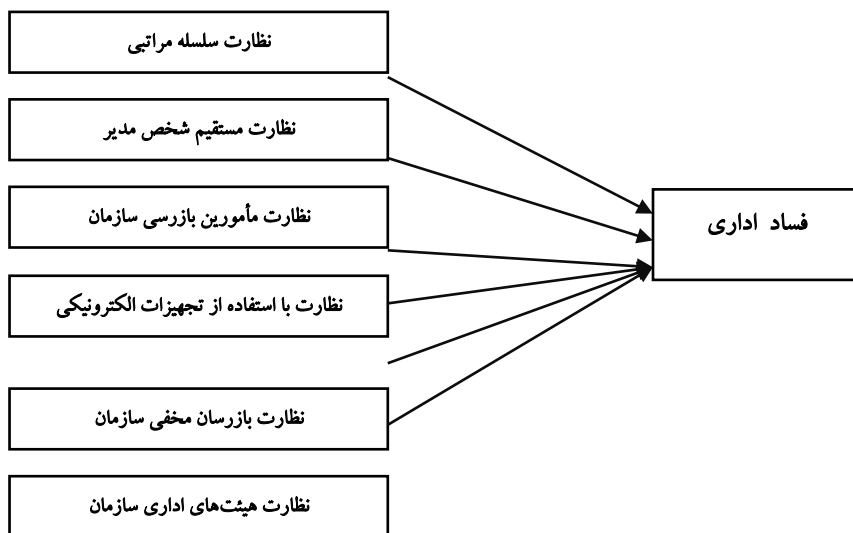 نظارت سلسله مراتبی
نظارت مستقیم شخص مدیر
نظارت مأمورین بازرسی سازمان
فساد اداری
نظارت با استفاده از تجهیزات الکترونیکی
نظارت بازرسان مخفی سازمان
نظارت هیئت‌های اداری سازمان